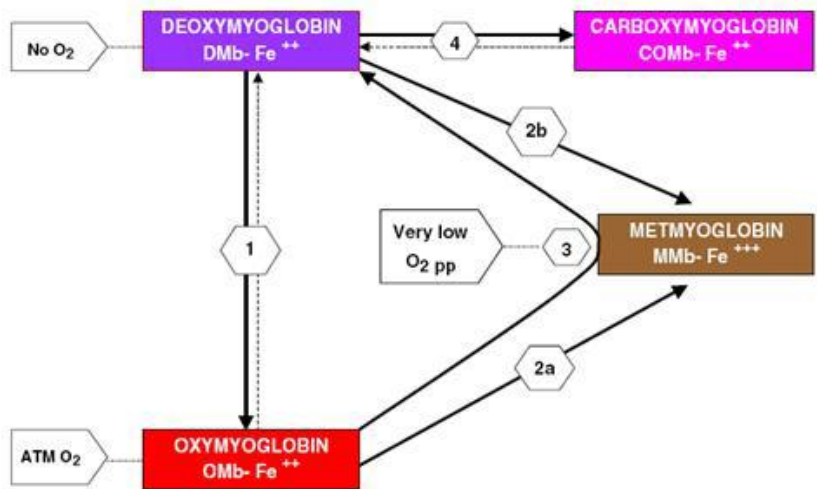 DEOXYMYOGLOBIN
DMb- Fe ++
CARBOXYMYOGLOBIN
COMb- Fe ++
No O2
4
2b
METMYOGLOBIN
MMb- Fe +++
Very low
O2 pp
3
1
2a
OXYMYOGLOBIN
OMb- Fe ++
ATM O2